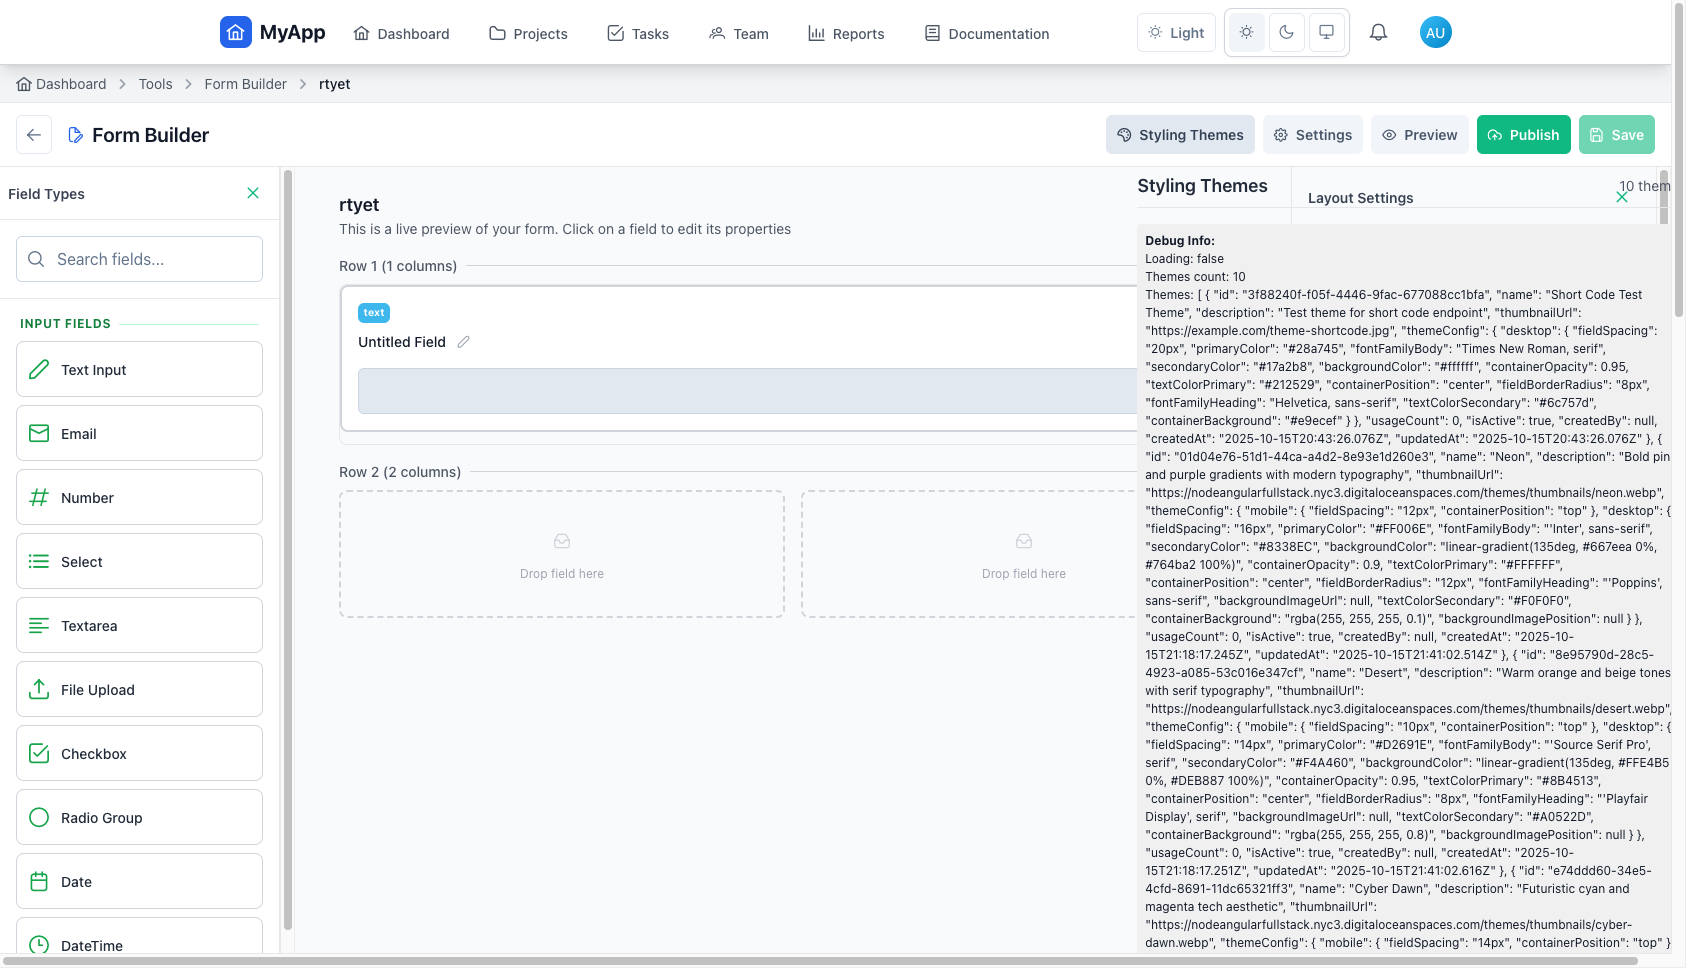 MyApp
Dashboard
Projects
Tasks
Team
Reports
Documentation
Light
AU
Dashboard
Tools
Form Builder
rtyet
Form Builder
Styling Themes
Settings
Preview
Publish
Save
Field Types
Search fields...
INPUT FIELDS
Text Input
Email
Number
Select
Textarea
File Upload
Checkbox
Radio Group
Date
DateTime
rtyet
This is a live preview of your form. Click on a field to edit its properties
Row 1 (1 columns)
text
Untitled Field
Row 2 (2 columns)
Drop field here
Drop field here
Styling Themes
10 them
Layout Settings
Debug Info:
Loading: false
Themes count: 10
Themes: [ { "id": "3f88240f-f05f-4446-9fac-677088cc1bfa", "name": "Short Code Test
Theme", "description": "Test theme for short code endpoint", "thumbnailUrl":
"https://example.com/theme-shortcode.jpg", "themeConfig": { "desktop": { "fieldSpacing":
"20px", "primaryColor": "#28a745", "fontFamilyBody": "Times New Roman, serif",
"secondaryColor": "#17a2b8", "backgroundColor": "#ffffff", "containerOpacity": 0.95,
"textColorPrimary": "#212529", "containerPosition": "center", "fieldBorderRadius": "8px",
"fontFamilyHeading": "Helvetica, sans-serif", "textColorSecondary": "#6c757d",
"containerBackground": "#e9ecef" } }, "usageCount": 0, "isActive": true, "createdBy": null,
"createdAt": "2025-10-15T20:43:26.076Z", "updatedAt": "2025-10-15T20:43:26.076Z" }, {
"id": "01d04e76-51d1-44ca-a4d2-8e93e1d260e3", "name": "Neon", "description": "Bold pin
and purple gradients with modern typography", "thumbnailUrl":
"https://nodeangularfullstack.nyc3.digitaloceanspaces.com/themes/thumbnails/neon.webp",
"themeConfig": { "mobile": { "fieldSpacing": "12px", "containerPosition": "top" }, "desktop": {
"fieldSpacing": "16px", "primaryColor": "#FF006E", "fontFamilyBody": "'Inter', sans-serif",
"secondaryColor": "#8338EC", "backgroundColor": "linear-gradient(135deg, #667eea 0%,
#764ba2 100%)", "containerOpacity": 0.9, "textColorPrimary": "#FFFFFF",
"containerPosition": "center", "fieldBorderRadius": "12px", "fontFamilyHeading": "'Poppins',
sans-serif", "backgroundImageUrl": null, "textColorSecondary": "#F0F0F0",
"containerBackground": "rgba(255, 255, 255, 0.1)", "backgroundImagePosition": null } },
"usageCount": 0, "isActive": true, "createdBy": null, "createdAt": "2025-10-
15T21:18:17.245Z", "updatedAt": "2025-10-15T21:41:02.514Z" }, { "id": "8e95790d-28c5-
4923-a085-53c016e347cf", "name": "Desert", "description": "Warm orange and beige tones
with serif typography", "thumbnailUrl":
"https://nodeangularfullstack.nyc3.digitaloceanspaces.com/themes/thumbnails/desert.webp",
"themeConfig": { "mobile": { "fieldSpacing": "10px", "containerPosition": "top" }, "desktop": {
"fieldSpacing": "14px", "primaryColor": "#D2691E", "fontFamilyBody": "'Source Serif Pro',
serif", "secondaryColor": "#F4A460", "backgroundColor": "linear-gradient(135deg, #FFE4B5
0%, #DEB887 100%)", "containerOpacity": 0.95, "textColorPrimary": "#8B4513",
"containerPosition": "center", "fieldBorderRadius": "8px", "fontFamilyHeading": "'Playfair
Display', serif", "backgroundImageUrl": null, "textColorSecondary": "#A0522D",
"containerBackground": "rgba(255, 255, 255, 0.8)", "backgroundImagePosition": null } },
"usageCount": 0, "isActive": true, "createdBy": null, "createdAt": "2025-10-
15T21:18:17.251Z", "updatedAt": "2025-10-15T21:41:02.616Z" }, { "id": "e74ddd60-34e5-
4cfd-8691-11dc65321ff3", "name": "Cyber Dawn", "description": "Futuristic cyan and
magenta tech aesthetic", "thumbnailUrl":
"https://nodeangularfullstack.nyc3.digitaloceanspaces.com/themes/thumbnails/cyber-
dawn.webp", "themeConfig": { "mobile": { "fieldSpacing": "14px", "containerPosition": "top" }